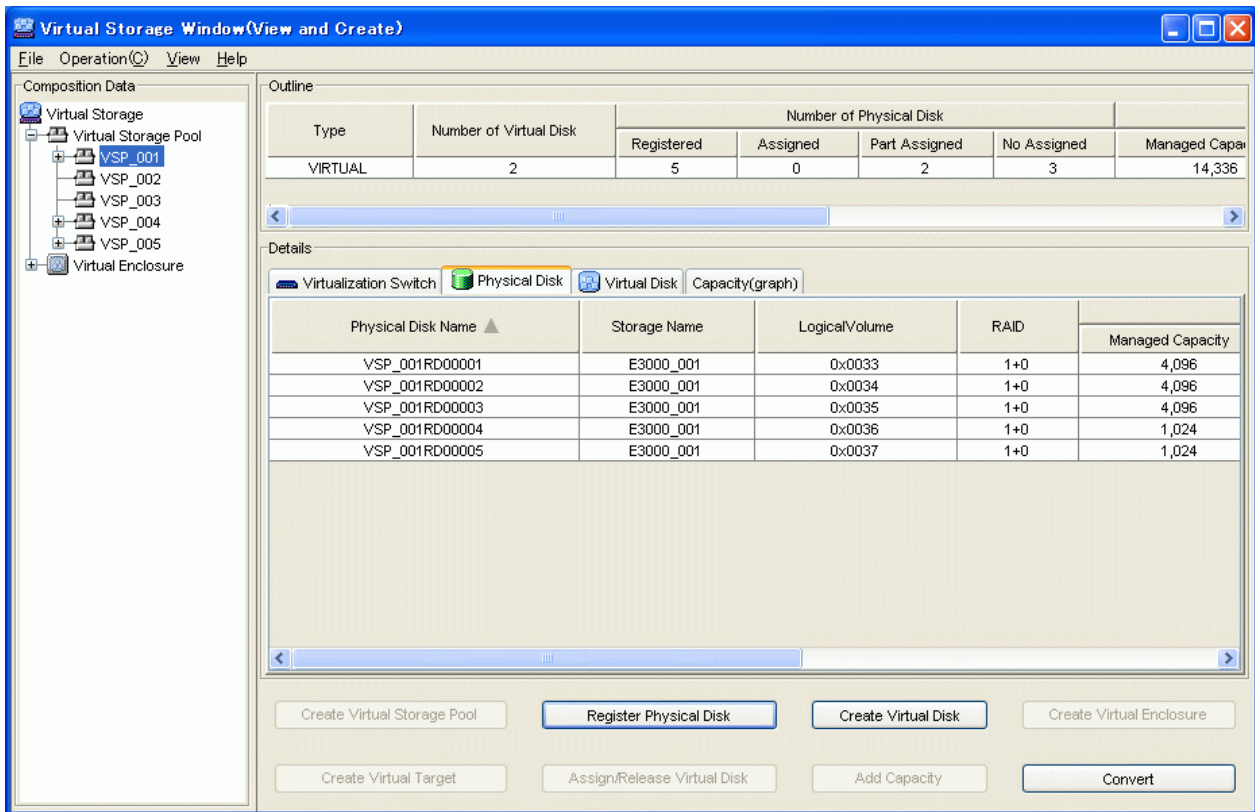 Virtual Storage Window(View and Create)
File Operation(C) View Help
Composition Data
Virtual Storage
Virtual Storage Pool
VSP_001
VSP_002
VSP_003
VSP_004
VSP_005
Virtual Enclosure
Outline
Type Number of Virtual Disk Number of Physical Disk
Registered Assigned Part Assigned No Assigned Managed Capa
VIRTUAL 2 5 0 2 3 14,336
Details
Virtualization Switch Physical Disk Virtual Disk Capacity(graph)
Physical Disk Name Storage Name LogicalVolume RAID Managed Capacity
VSP_001RD00001 E3000_001 0x0033 1+0 4,096
VSP_001RD00002 E3000_001 0x0034 1+0 4,096
VSP_001RD00003 E3000_001 0x0035 1+0 4,096
VSP_001RD00004 E3000_001 0x0036 1+0 1,024
VSP_001RD00005 E3000_001 0x0037 1+0 1,024
Create Virtual Storage Pool Register Physical Disk Create Virtual Disk Create Virtual Enclosure
Create Virtual Target Assign/Release Virtual Disk Add Capacity Convert